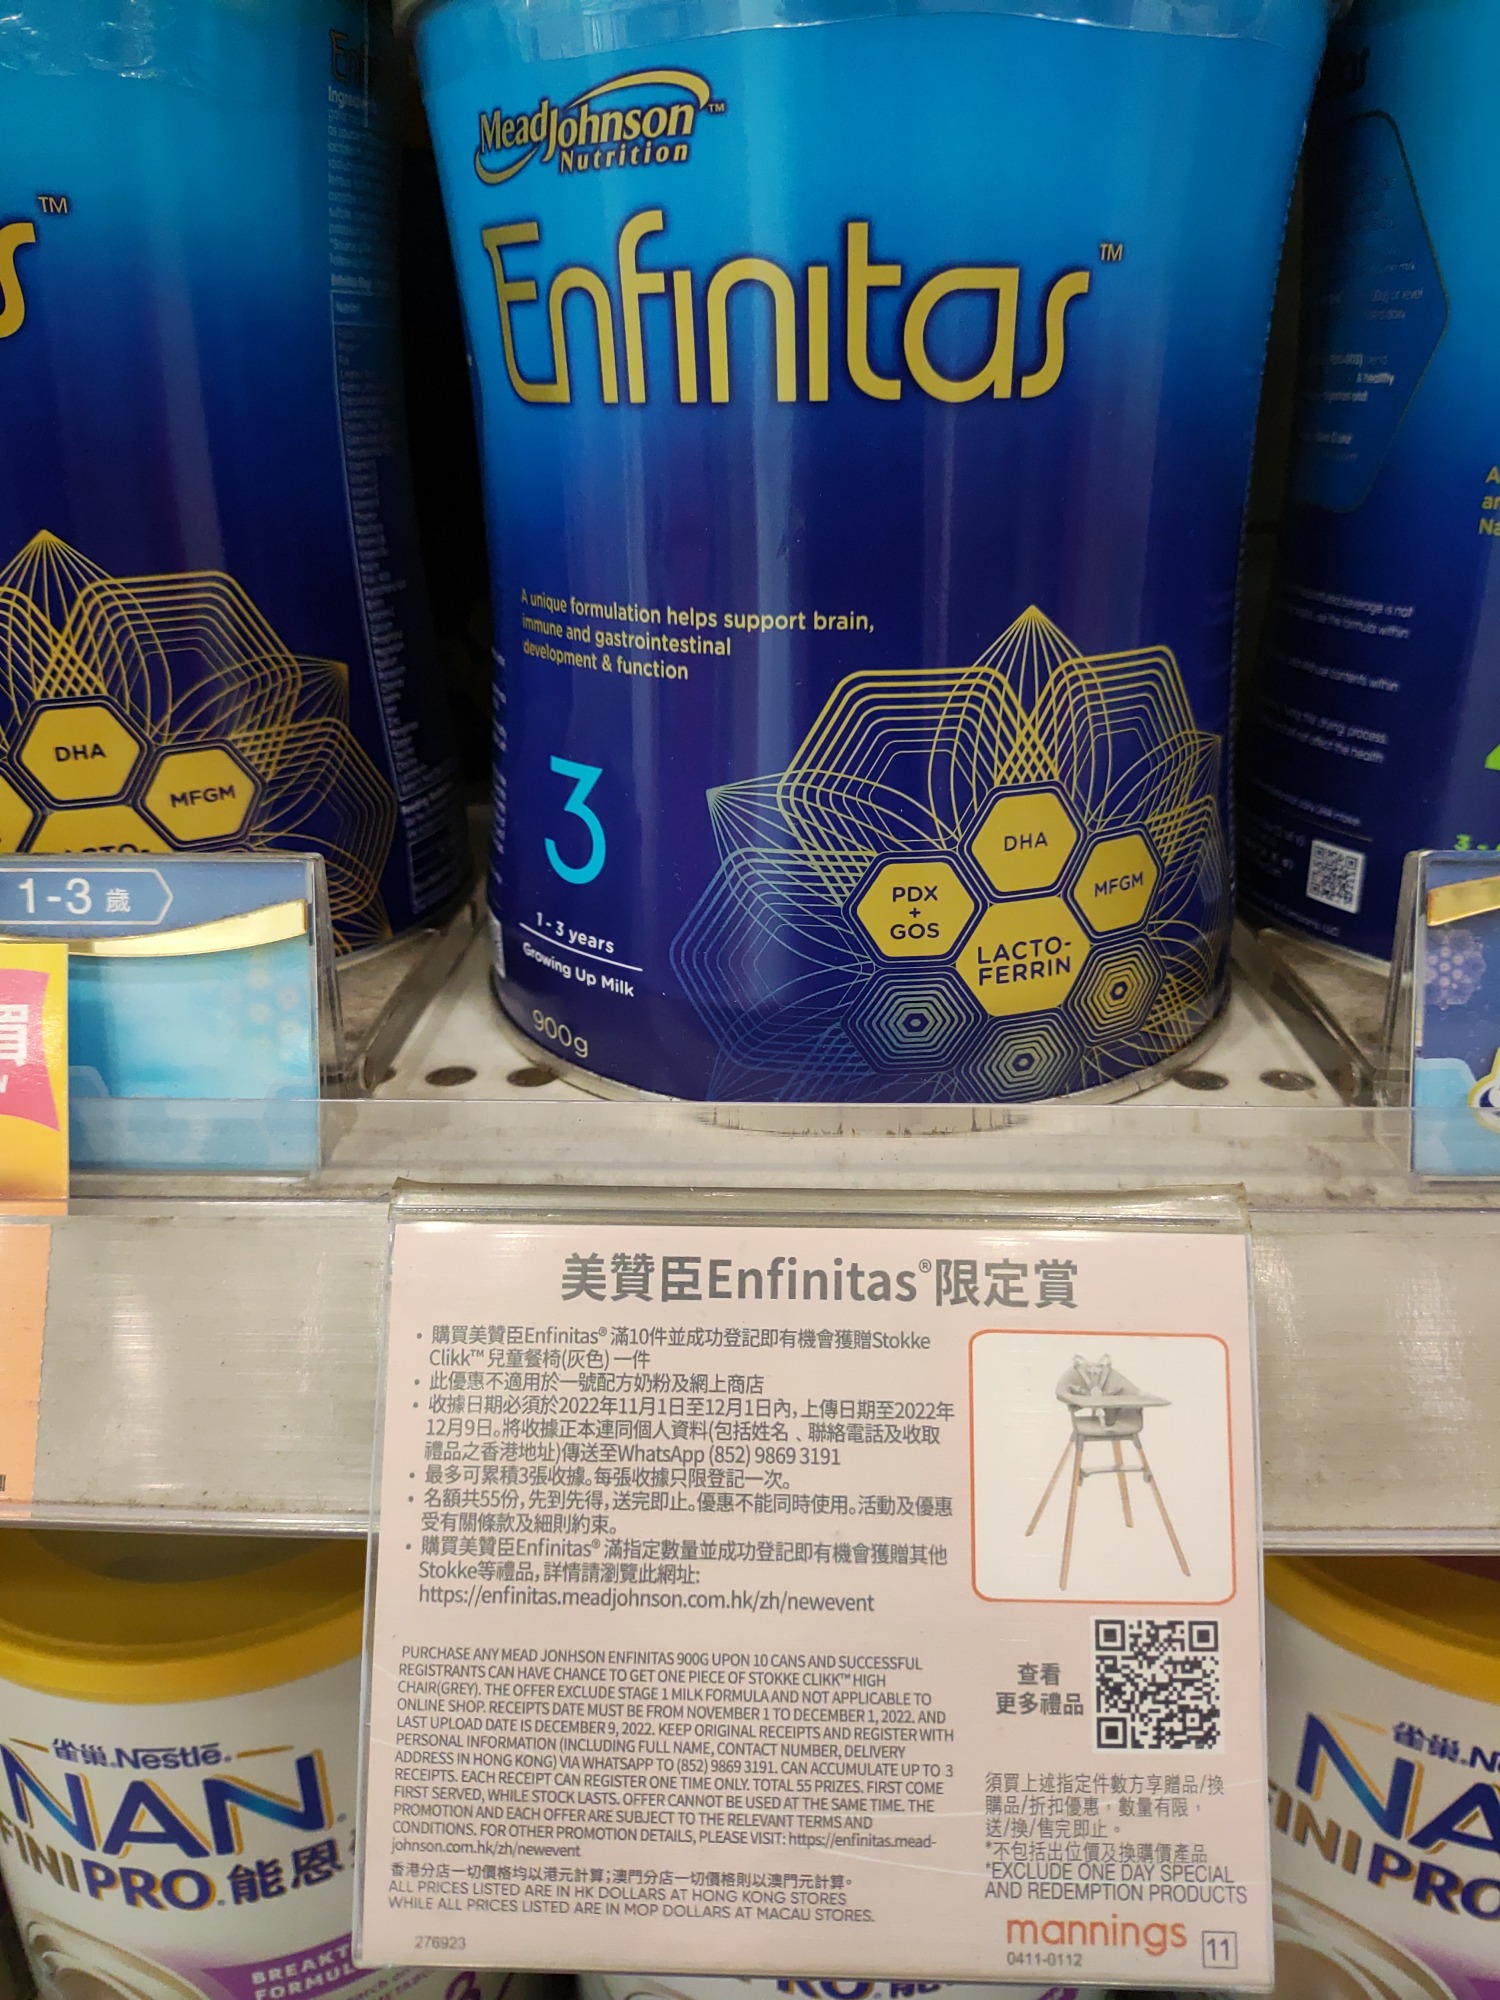 MeadJohnson™
Nutrition
Enfinitas™
A unique formulation helps support brain,
immune and gastrointestinal
development & function
3
1-3 years
Growing Up Milk
900g
DHA
PDX
+
GOS
MFGM
LACTO-
FERRIN
™
DHA
MFGM
1-3 歲
美贊臣Enfinitas®限定賞
• 購買美贊臣Enfinitas® 滿10件並成功登記即有機會獲贈Stokke
Clikk™ 兒童餐椅(灰色) 一件
• 此優惠不適用於一號配方奶粉及網上商店
• 收據日期必須於2022年11月1日至12月1日內，上傳日期至2022年
12月9日。將收據正本連同個人資料(包括姓名、聯絡電話及收取
禮品之香港地址)傳送至WhatsApp (852) 9869 3191
• 最多可累積3張收據。每張收據只限登記一次。
• 名額共55份，先到先得，送完即止。優惠不能同時使用。活動及優惠
受有關條款及細則約束。
• 購買美贊臣Enfinitas® 滿指定數量並成功登記即有機會獲贈其他
Stokke等禮品，詳情請瀏覽此網址:
https://enfinitas.meadjohnson.com.hk/zh/newevent
PURCHASE ANY MEAD JONHSON ENFINITAS 900G UPON 10 CANS AND SUCCESSFUL
REGISTRANTS CAN HAVE CHANCE TO GET ONE PIECE OF STOKKE CLIKK™ HIGH
CHAIR(GREY). THE OFFER EXCLUDE STAGE 1 MILK FORMULA AND NOT APPLICABLE TO
ONLINE SHOP. RECEIPTS DATE MUST BE FROM NOVEMBER 1 TO DECEMBER 1, 2022. AND
LAST UPLOAD DATE IS DECEMBER 9, 2022. KEEP ORIGINAL RECEIPTS AND REGISTER WITH
PERSONAL INFORMATION (INCLUDING FULL NAME, CONTACT NUMBER, DELIVERY
ADDRESS IN HONG KONG) VIA WHATSAPP TO (852) 9869 3191. CAN ACCUMULATE UP TO 3
RECEIPTS. EACH RECEIPT CAN REGISTER ONE TIME ONLY. TOTAL 55 PRIZES. FIRST COME
FIRST SERVED, WHILE STOCK LASTS. OFFER CANNOT BE USED AT THE SAME TIME. THE
PROMOTION AND EACH OFFER ARE SUBJECT TO THE RELEVANT TERMS AND
CONDITIONS. FOR OTHER PROMOTION DETAILS, PLEASE VISIT: https://enfinitas.mead-
johnson.com.hk/zh/newevent
香港分店一切價格均以港元計算；澳門分店一切價格則以澳門元計算。
ALL PRICES LISTED ARE IN HK DOLLARS AT HONG KONG STORES
WHILE ALL PRICES LISTED ARE IN MOP DOLLARS AT MACAU STORES.
276923
查看
更多禮品
須買上述指定件數方享贈品/換
購品/折扣優惠，數量有限，
送/換/售完即止。
*不包括出位價及換購價產品
*EXCLUDE ONE DAY SPECIAL
AND REDEMPTION PRODUCTS
mannings
0411-0112
11
雀巢.Nestlé.
NAN
FINIPRO.能恩
雀巢.N
NA
INIPRO